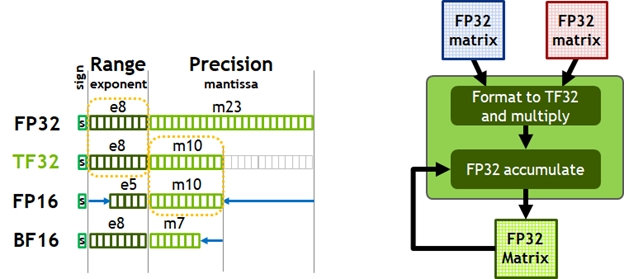 Range
Precision
sign
exponent
mantissa
e8
m23
FP32
s
e8
m10
TF32
s
e5
m10
FP16
s
e8
m7
BF16
s
FP32
matrix
FP32
matrix
Format to TF32
and multiply
FP32 accumulate
FP32
Matrix